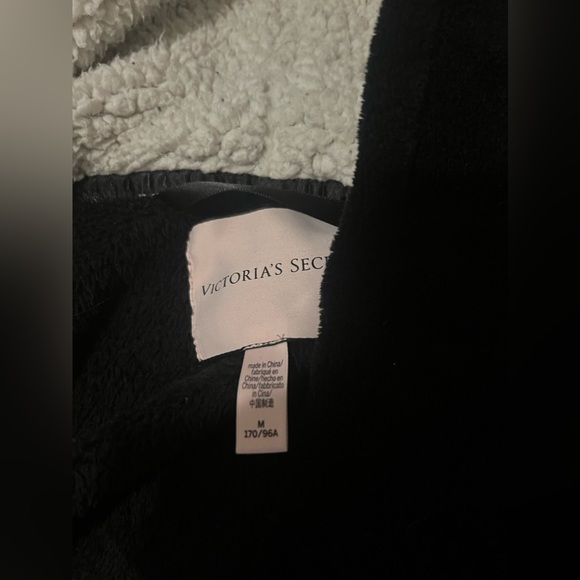 VICTORIA'S SEC
made in China/
fabriqué en
Chine/hecho en
China/fabbricato
in Cina/
中国制造
M
170/96A